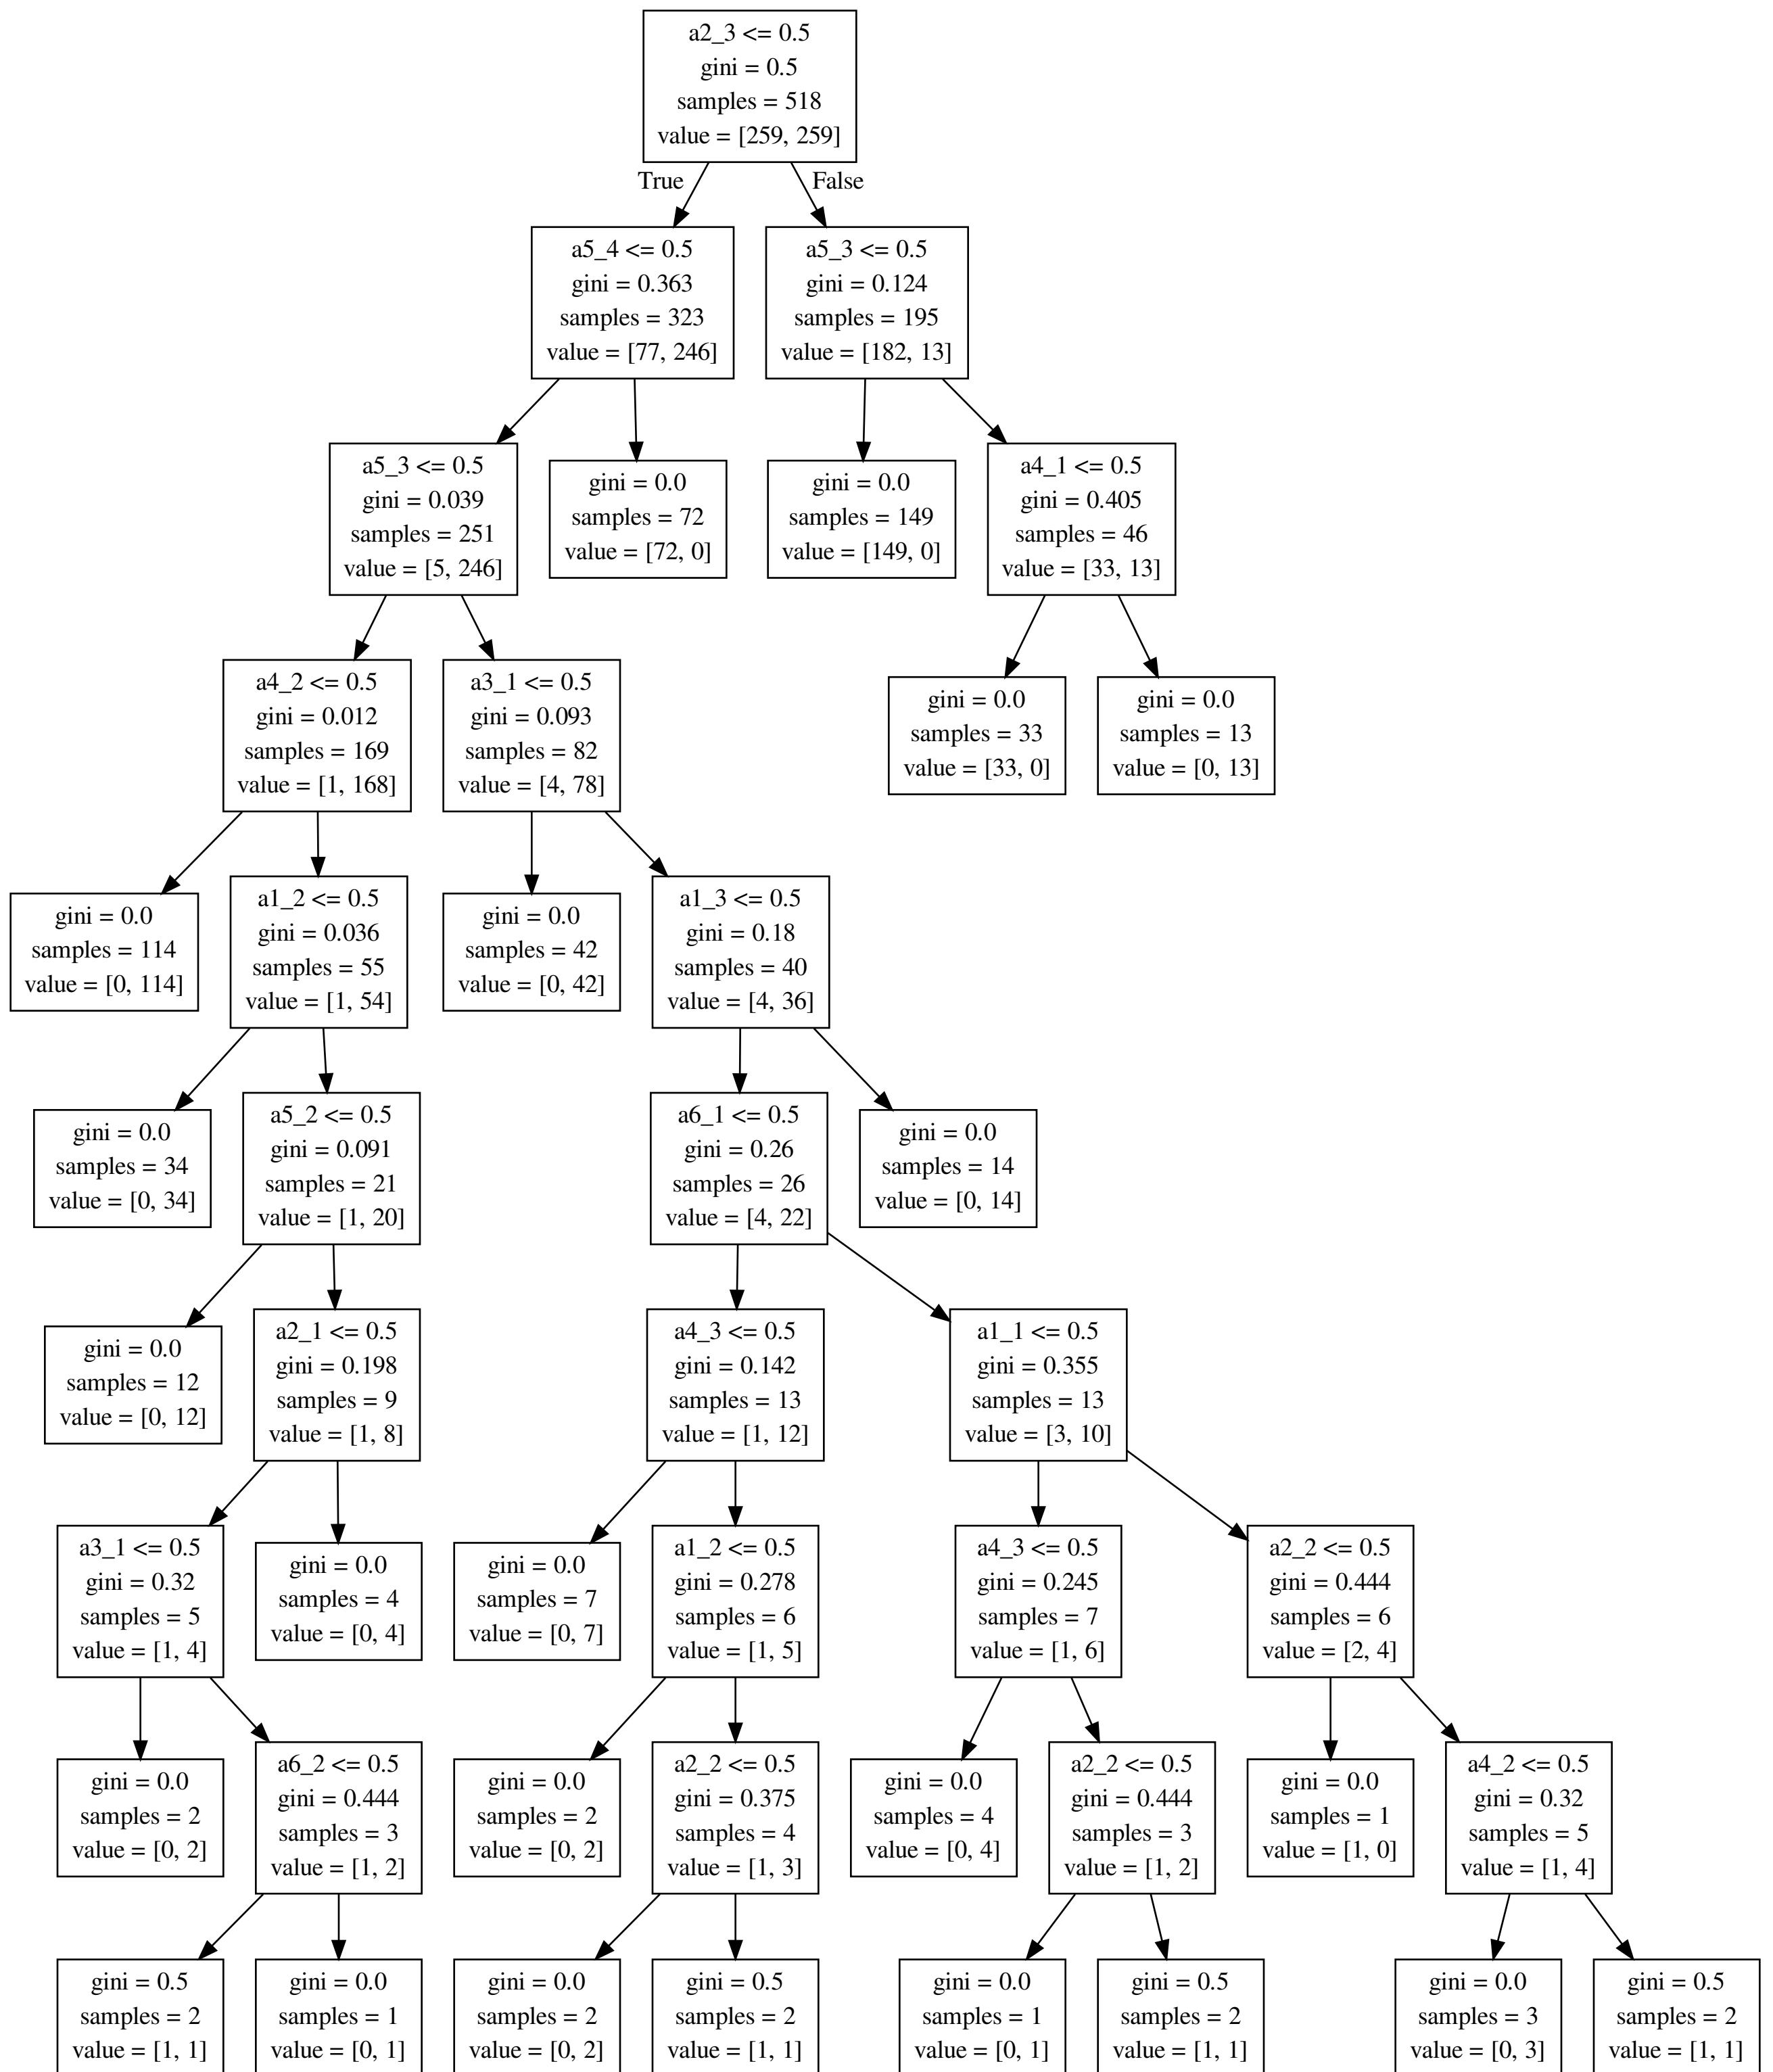 a2_3 <= 0.5
gini = 0.5
samples = 518
value = [259, 259]
True
False
a5_4 <= 0.5
gini = 0.363
samples = 323
value = [77, 246]
a5_3 <= 0.5
gini = 0.124
samples = 195
value = [182, 13]
a5_3 <= 0.5
gini = 0.039
samples = 251
value = [5, 246]
gini = 0.0
samples = 72
value = [72, 0]
gini = 0.0
samples = 149
value = [149, 0]
a4_1 <= 0.5
gini = 0.405
samples = 46
value = [33, 13]
a4_2 <= 0.5
gini = 0.012
samples = 169
value = [1, 168]
a3_1 <= 0.5
gini = 0.093
samples = 82
value = [4, 78]
gini = 0.0
samples = 33
value = [33, 0]
gini = 0.0
samples = 13
value = [0, 13]
gini = 0.0
samples = 114
value = [0, 114]
a1_2 <= 0.5
gini = 0.036
samples = 55
value = [1, 54]
gini = 0.0
samples = 42
value = [0, 42]
a1_3 <= 0.5
gini = 0.18
samples = 40
value = [4, 36]
gini = 0.0
samples = 34
value = [0, 34]
a5_2 <= 0.5
gini = 0.091
samples = 21
value = [1, 20]
a6_1 <= 0.5
gini = 0.26
samples = 26
value = [4, 22]
gini = 0.0
samples = 14
value = [0, 14]
gini = 0.0
samples = 12
value = [0, 12]
a2_1 <= 0.5
gini = 0.198
samples = 9
value = [1, 8]
a4_3 <= 0.5
gini = 0.142
samples = 13
value = [1, 12]
a1_1 <= 0.5
gini = 0.355
samples = 13
value = [3, 10]
a3_1 <= 0.5
gini = 0.32
samples = 5
value = [1, 4]
gini = 0.0
samples = 4
value = [0, 4]
gini = 0.0
samples = 7
value = [0, 7]
a1_2 <= 0.5
gini = 0.278
samples = 6
value = [1, 5]
a4_3 <= 0.5
gini = 0.245
samples = 7
value = [1, 6]
a2_2 <= 0.5
gini = 0.444
samples = 6
value = [2, 4]
gini = 0.0
samples = 2
value = [0, 2]
a6_2 <= 0.5
gini = 0.444
samples = 3
value = [1, 2]
gini = 0.0
samples = 2
value = [0, 2]
a2_2 <= 0.5
gini = 0.375
samples = 4
value = [1, 3]
gini = 0.0
samples = 4
value = [0, 4]
a2_2 <= 0.5
gini = 0.444
samples = 3
value = [1, 2]
gini = 0.0
samples = 1
value = [1, 0]
a4_2 <= 0.5
gini = 0.32
samples = 5
value = [1, 4]
gini = 0.5
samples = 2
value = [1, 1]
gini = 0.0
samples = 1
value = [0, 1]
gini = 0.0
samples = 2
value = [0, 2]
gini = 0.5
samples = 2
value = [1, 1]
gini = 0.0
samples = 1
value = [0, 1]
gini = 0.5
samples = 2
value = [1, 1]
gini = 0.0
samples = 3
value = [0, 3]
gini = 0.5
samples = 2
value = [1, 1]